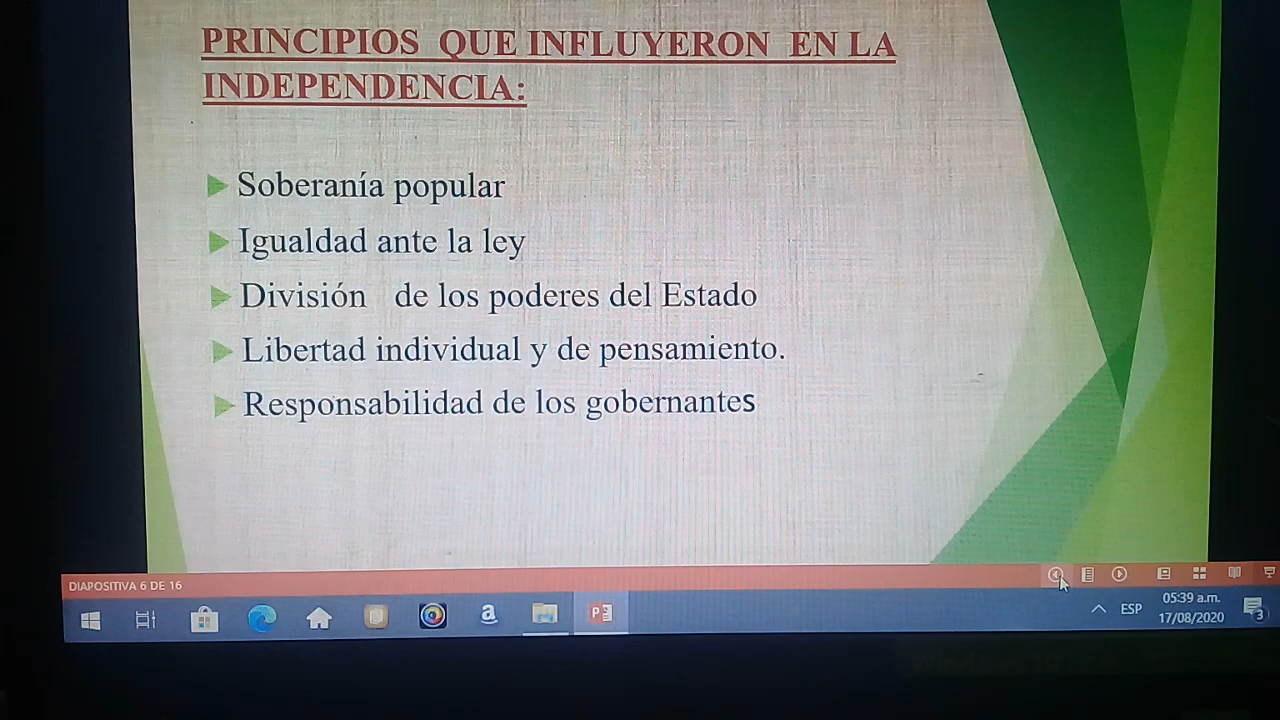 PRINCIPIOS QUE INFLUYERON EN LA
INDEPENDENCIA:
Soberanía popular
Igualdad ante la ley
División de los poderes del Estado
Libertad individual y de pensamiento.
Responsabilidad de los gobernantes
DIAPOSITIVA 6 DE 16
ESP
05:39 a.m.
17/08/2020
3